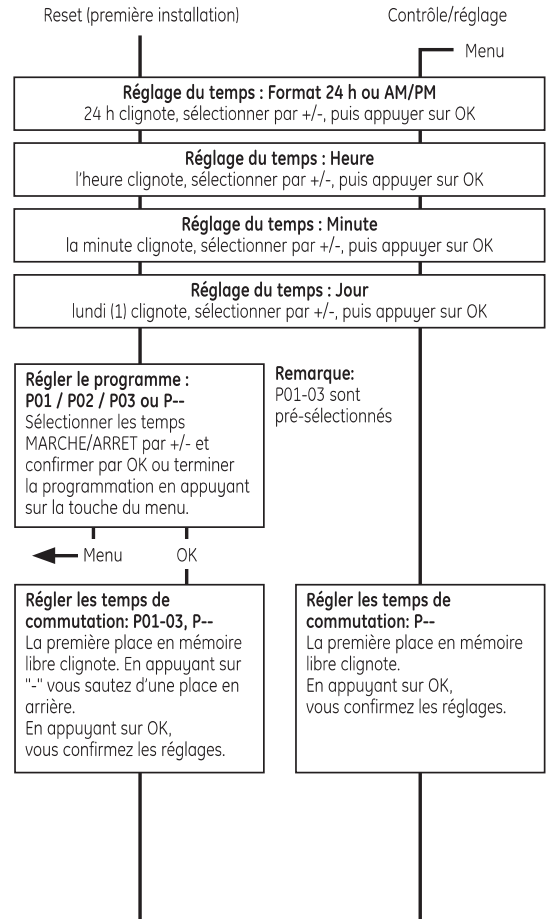 Reset (première installation)
Contrôle/réglage
Menu
Réglage du temps : Format 24 h ou AM/PM
24 h clignote, sélectionner par +/-, puis appuyer sur OK
Réglage du temps : Heure
l'heure clignote, sélectionner par +/-, puis appuyer sur OK
Réglage du temps : Minute
la minute clignote, sélectionner par +/-, puis appuyer sur OK
Réglage du temps : Jour
lundi (1) clignote, sélectionner par +/-, puis appuyer sur OK
Régler le programme :
P01 / P02 / P03 ou P--
Sélectionner les temps
MARCHE/ARRET par +/- et
confirmer par OK ou terminer
la programmation en appuyant
sur la touche du menu.
Remarque:
P01-03 sont
pré-sélectionnés
Menu
OK
Régler les temps de
commutation: P01-03, P--
La première place en mémoire
libre clignote. En appuyant sur
"-" vous sautez d'une place en
arrière.
En appuyant sur OK,
vous confirmez les réglages.
Régler les temps de
commutation: P--
La première place en mémoire
libre clignote.
En appuyant sur OK,
vous confirmez les réglages.